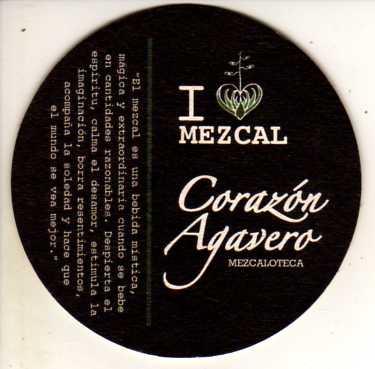 I
MEZCAL
Corazón
Agavero
MEZCALOTECA
"El mezcal es una bebida mística,
mágica y extraordinaria cuando se bebe
en cantidades razonables. Despierta el
espíritu, calma el desamor, estimula la
imaginación, borra resentimientos,
acompaña la soledad y hace que
el mundo se vea mejor."